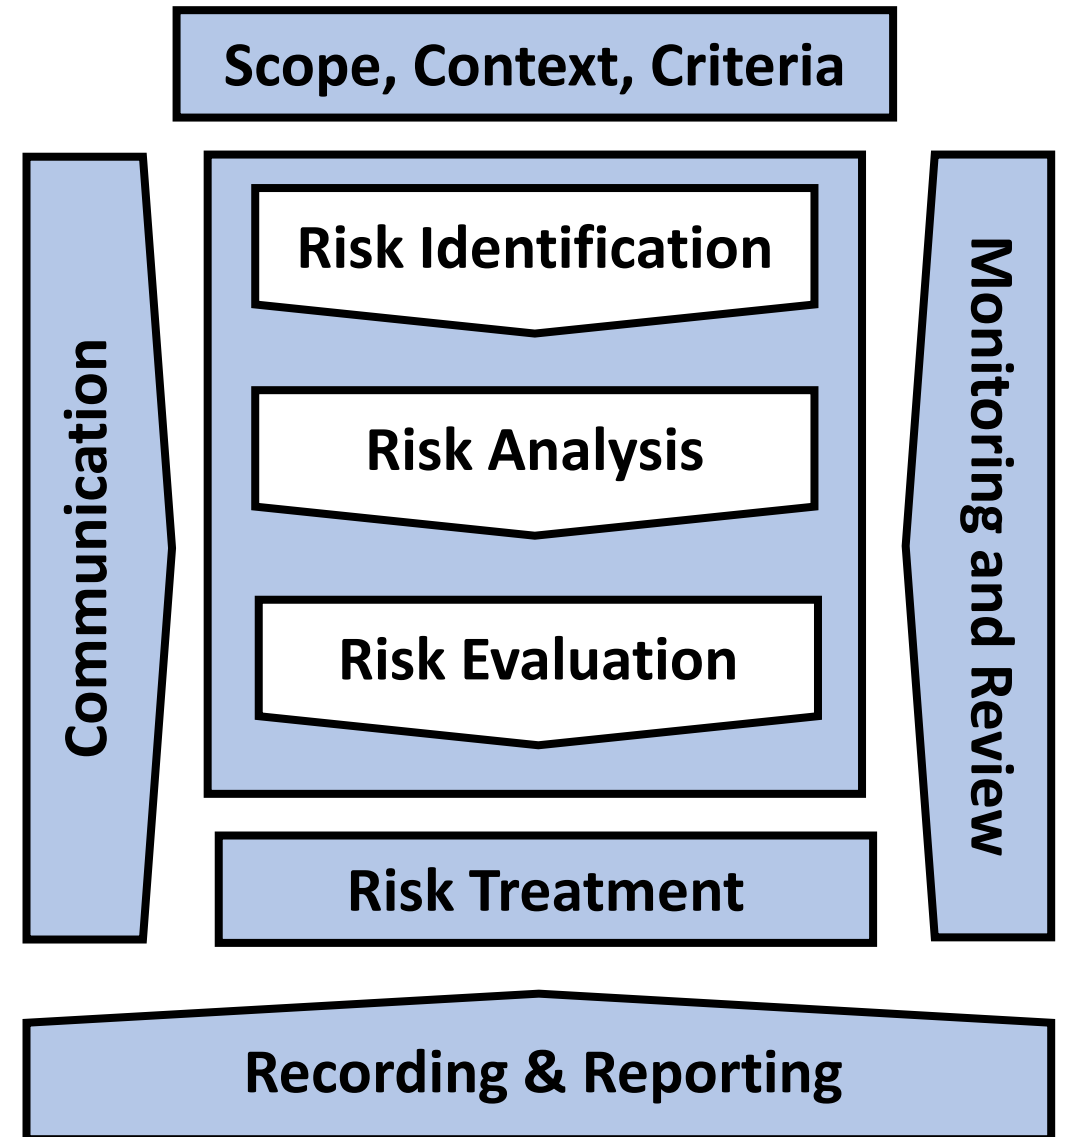 Scope, Context, Criteria
Communication
Risk Identification
Risk Analysis
Risk Evaluation
Monitoring and Review
Risk Treatment
Recording & Reporting